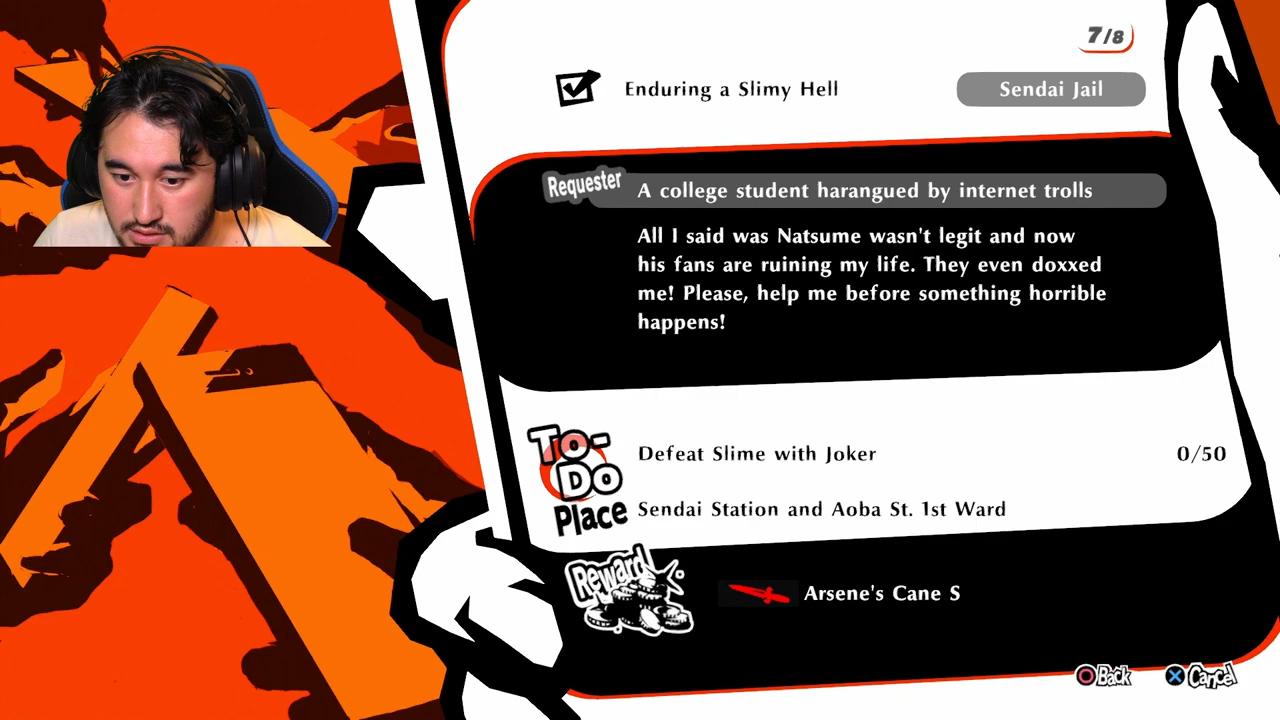 7/8
Enduring a Slimy Hell
Sendai Jail
Requester
A college student harangued by internet trolls
All I said was Natsume wasn't legit and now
his fans are ruining my life. They even doxxed
me! Please, help me before something horrible
happens!
To-
Do
Defeat Slime with Joker 0/50
Place
Sendai Station and Aoba St. 1st Ward
Reward
Arsene's Cane S
Back
Cancel